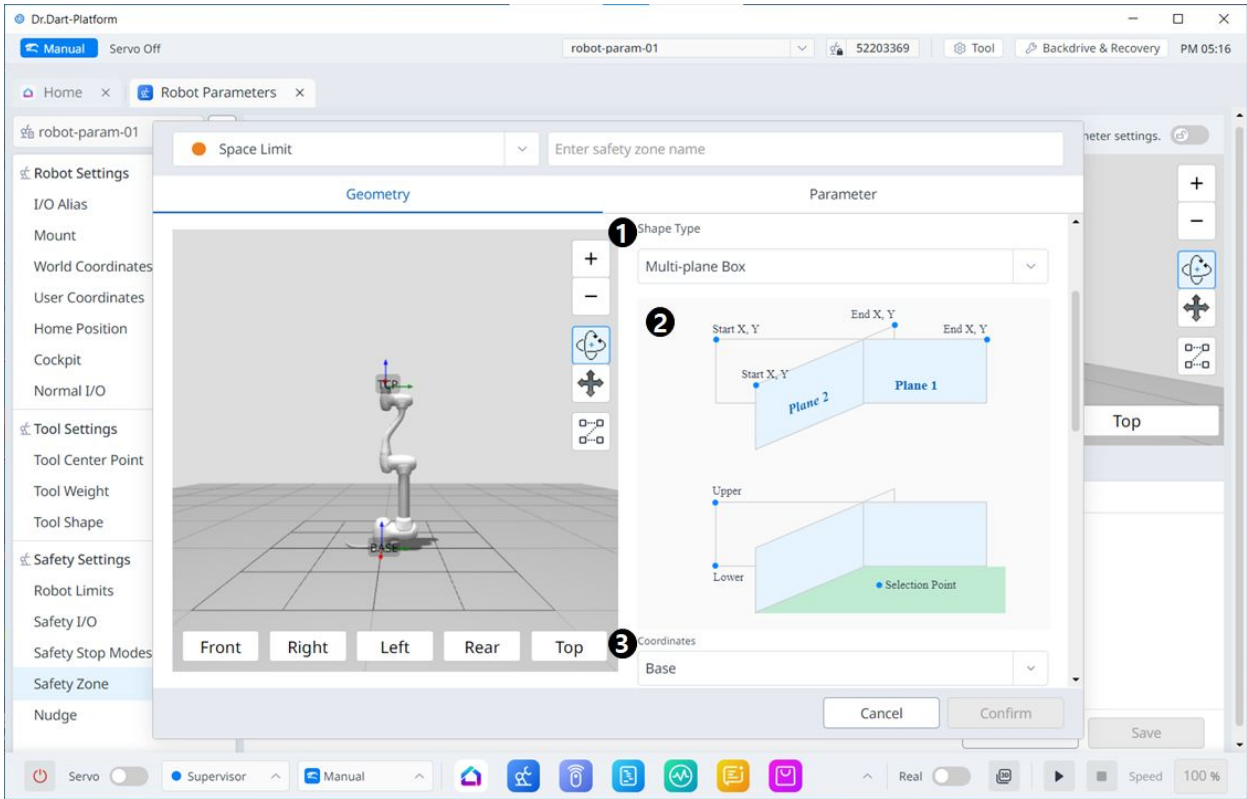 Dr.Dart-Platform
Manual Servo Off robot-param-01 52203369 Tool Backdrive & Recovery PM 05:16
Home Robot Parameters
robot-param-01
meter settings.
Space Limit Enter safety zone name
Geometry Parameter
Robot Settings
I/O Alias
Mount
World Coordinates
User Coordinates
Home Position
Cockpit
Normal I/O
Tool Settings
Tool Center Point
Tool Weight
Tool Shape
Safety Settings
Robot Limits
Safety I/O
Safety Stop Modes
Safety Zone
Nudge
TCP
BASE
Front Right Left Rear Top
1 Shape Type
Multi-plane Box
2
Start X, Y End X, Y End X, Y
Start X, Y
Plane 2 Plane 1
Upper
Lower
Selection Point
3 Coordinates
Base
Cancel Confirm
Top
Save
Servo Supervisor Manual Real 3D Speed 100 %